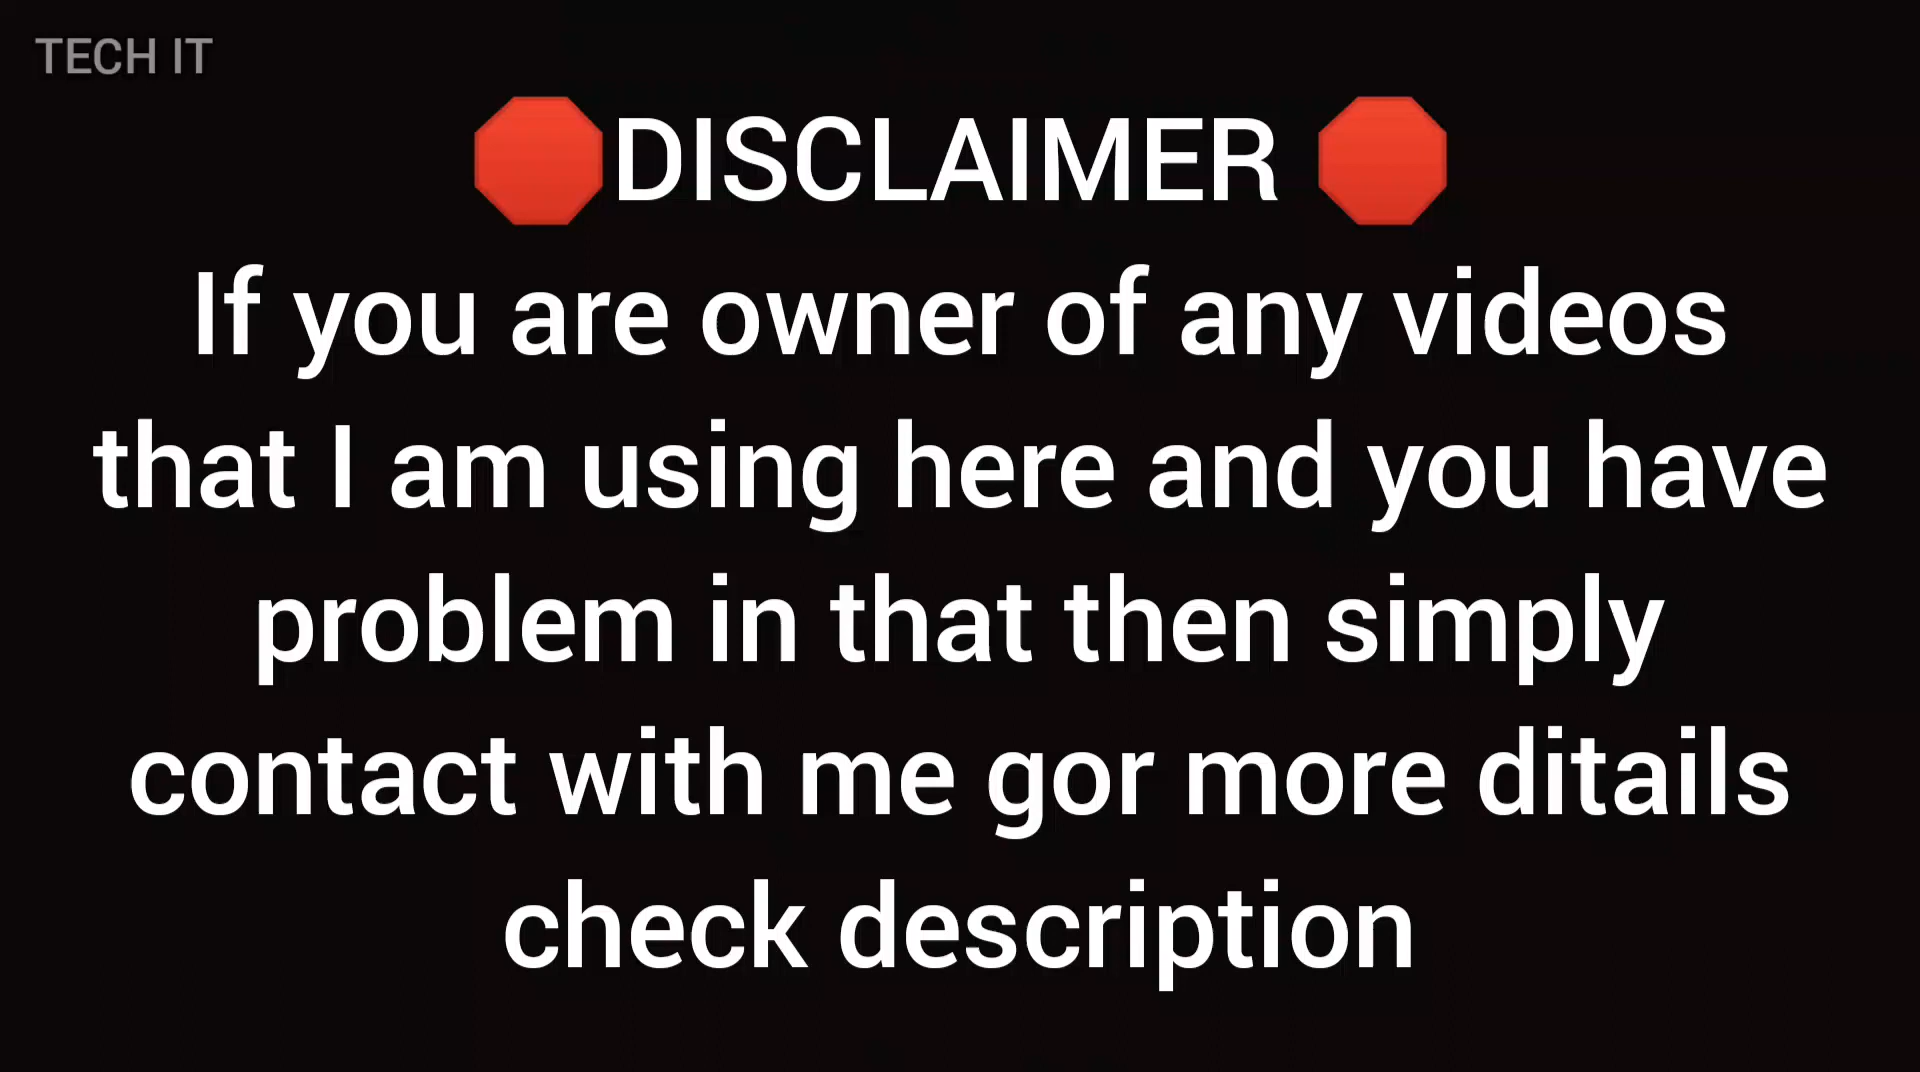 TECH IT
🛑DISCLAIMER 🛑
If you are owner of any videos
that I am using here and you have
problem in that then simply
contact with me gor more ditails
check description